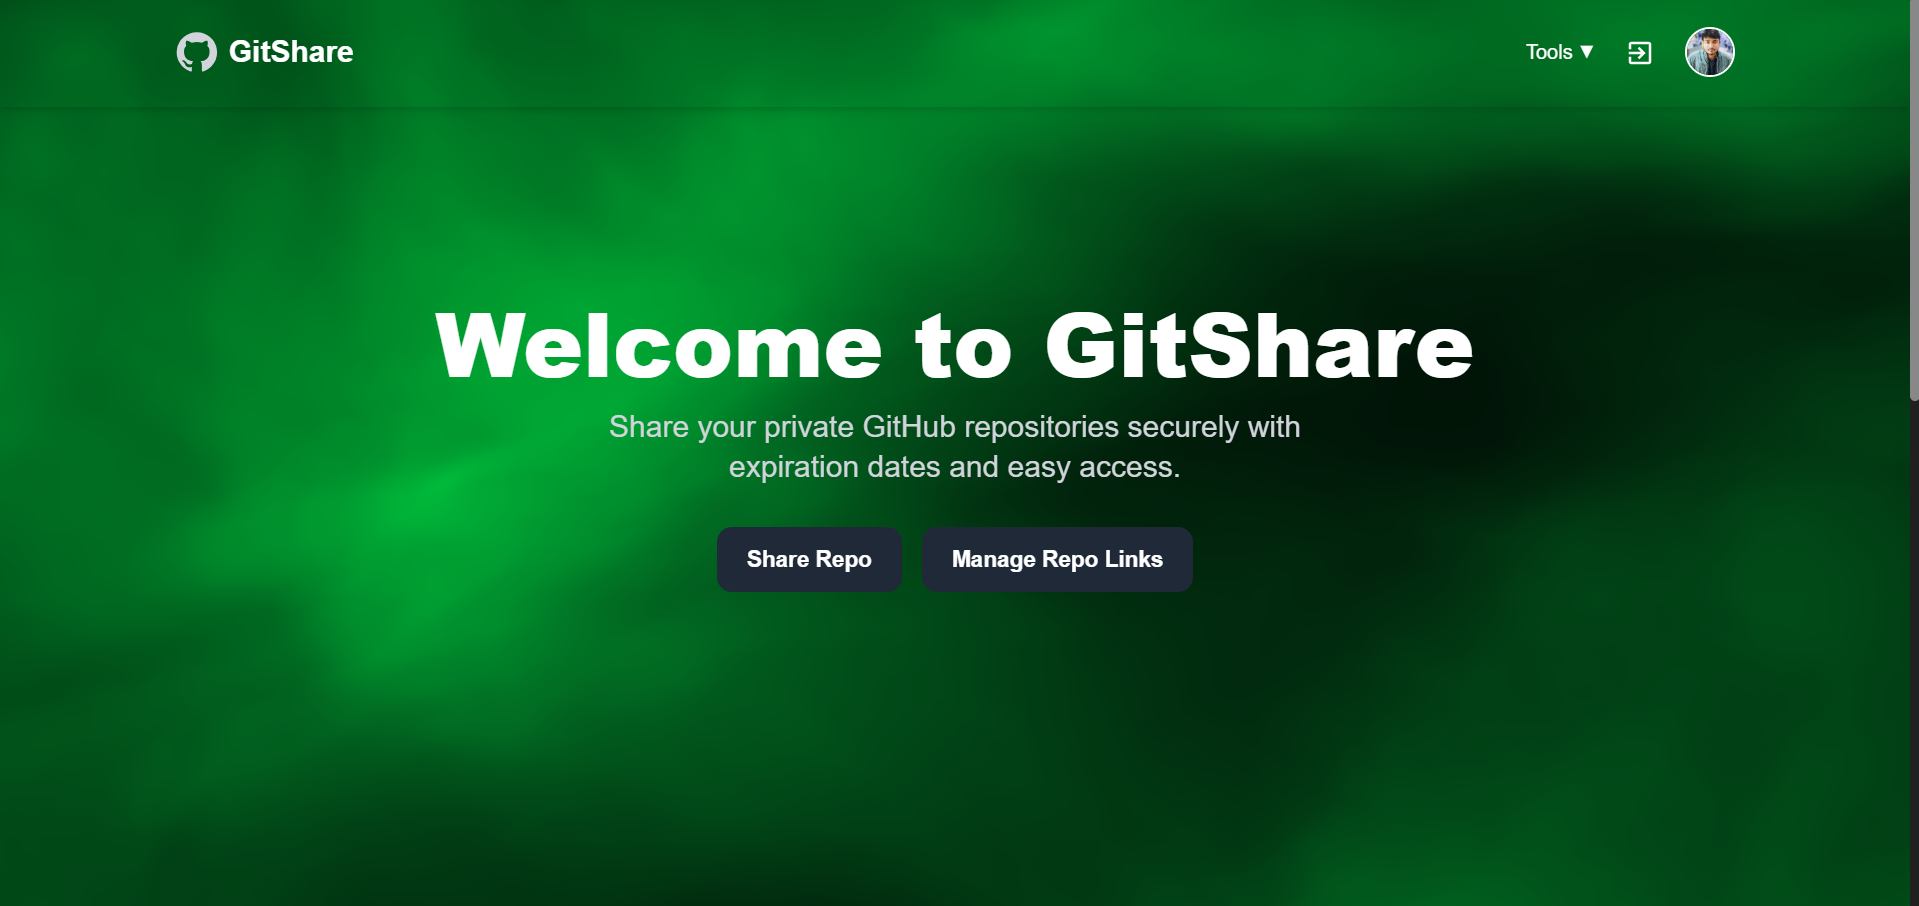 GitShare
Tools ▼
Welcome to GitShare
Share your private GitHub repositories securely with
expiration dates and easy access.
Share Repo
Manage Repo Links